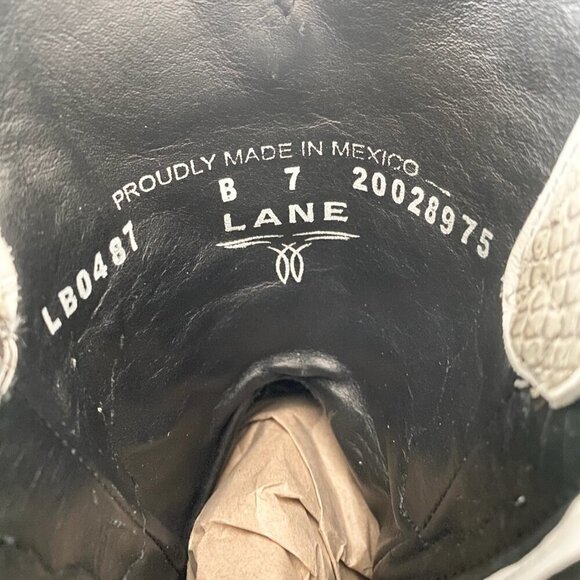 PROUDLY MADE IN MEXICO
LB0487 B 7 20028975
LANE